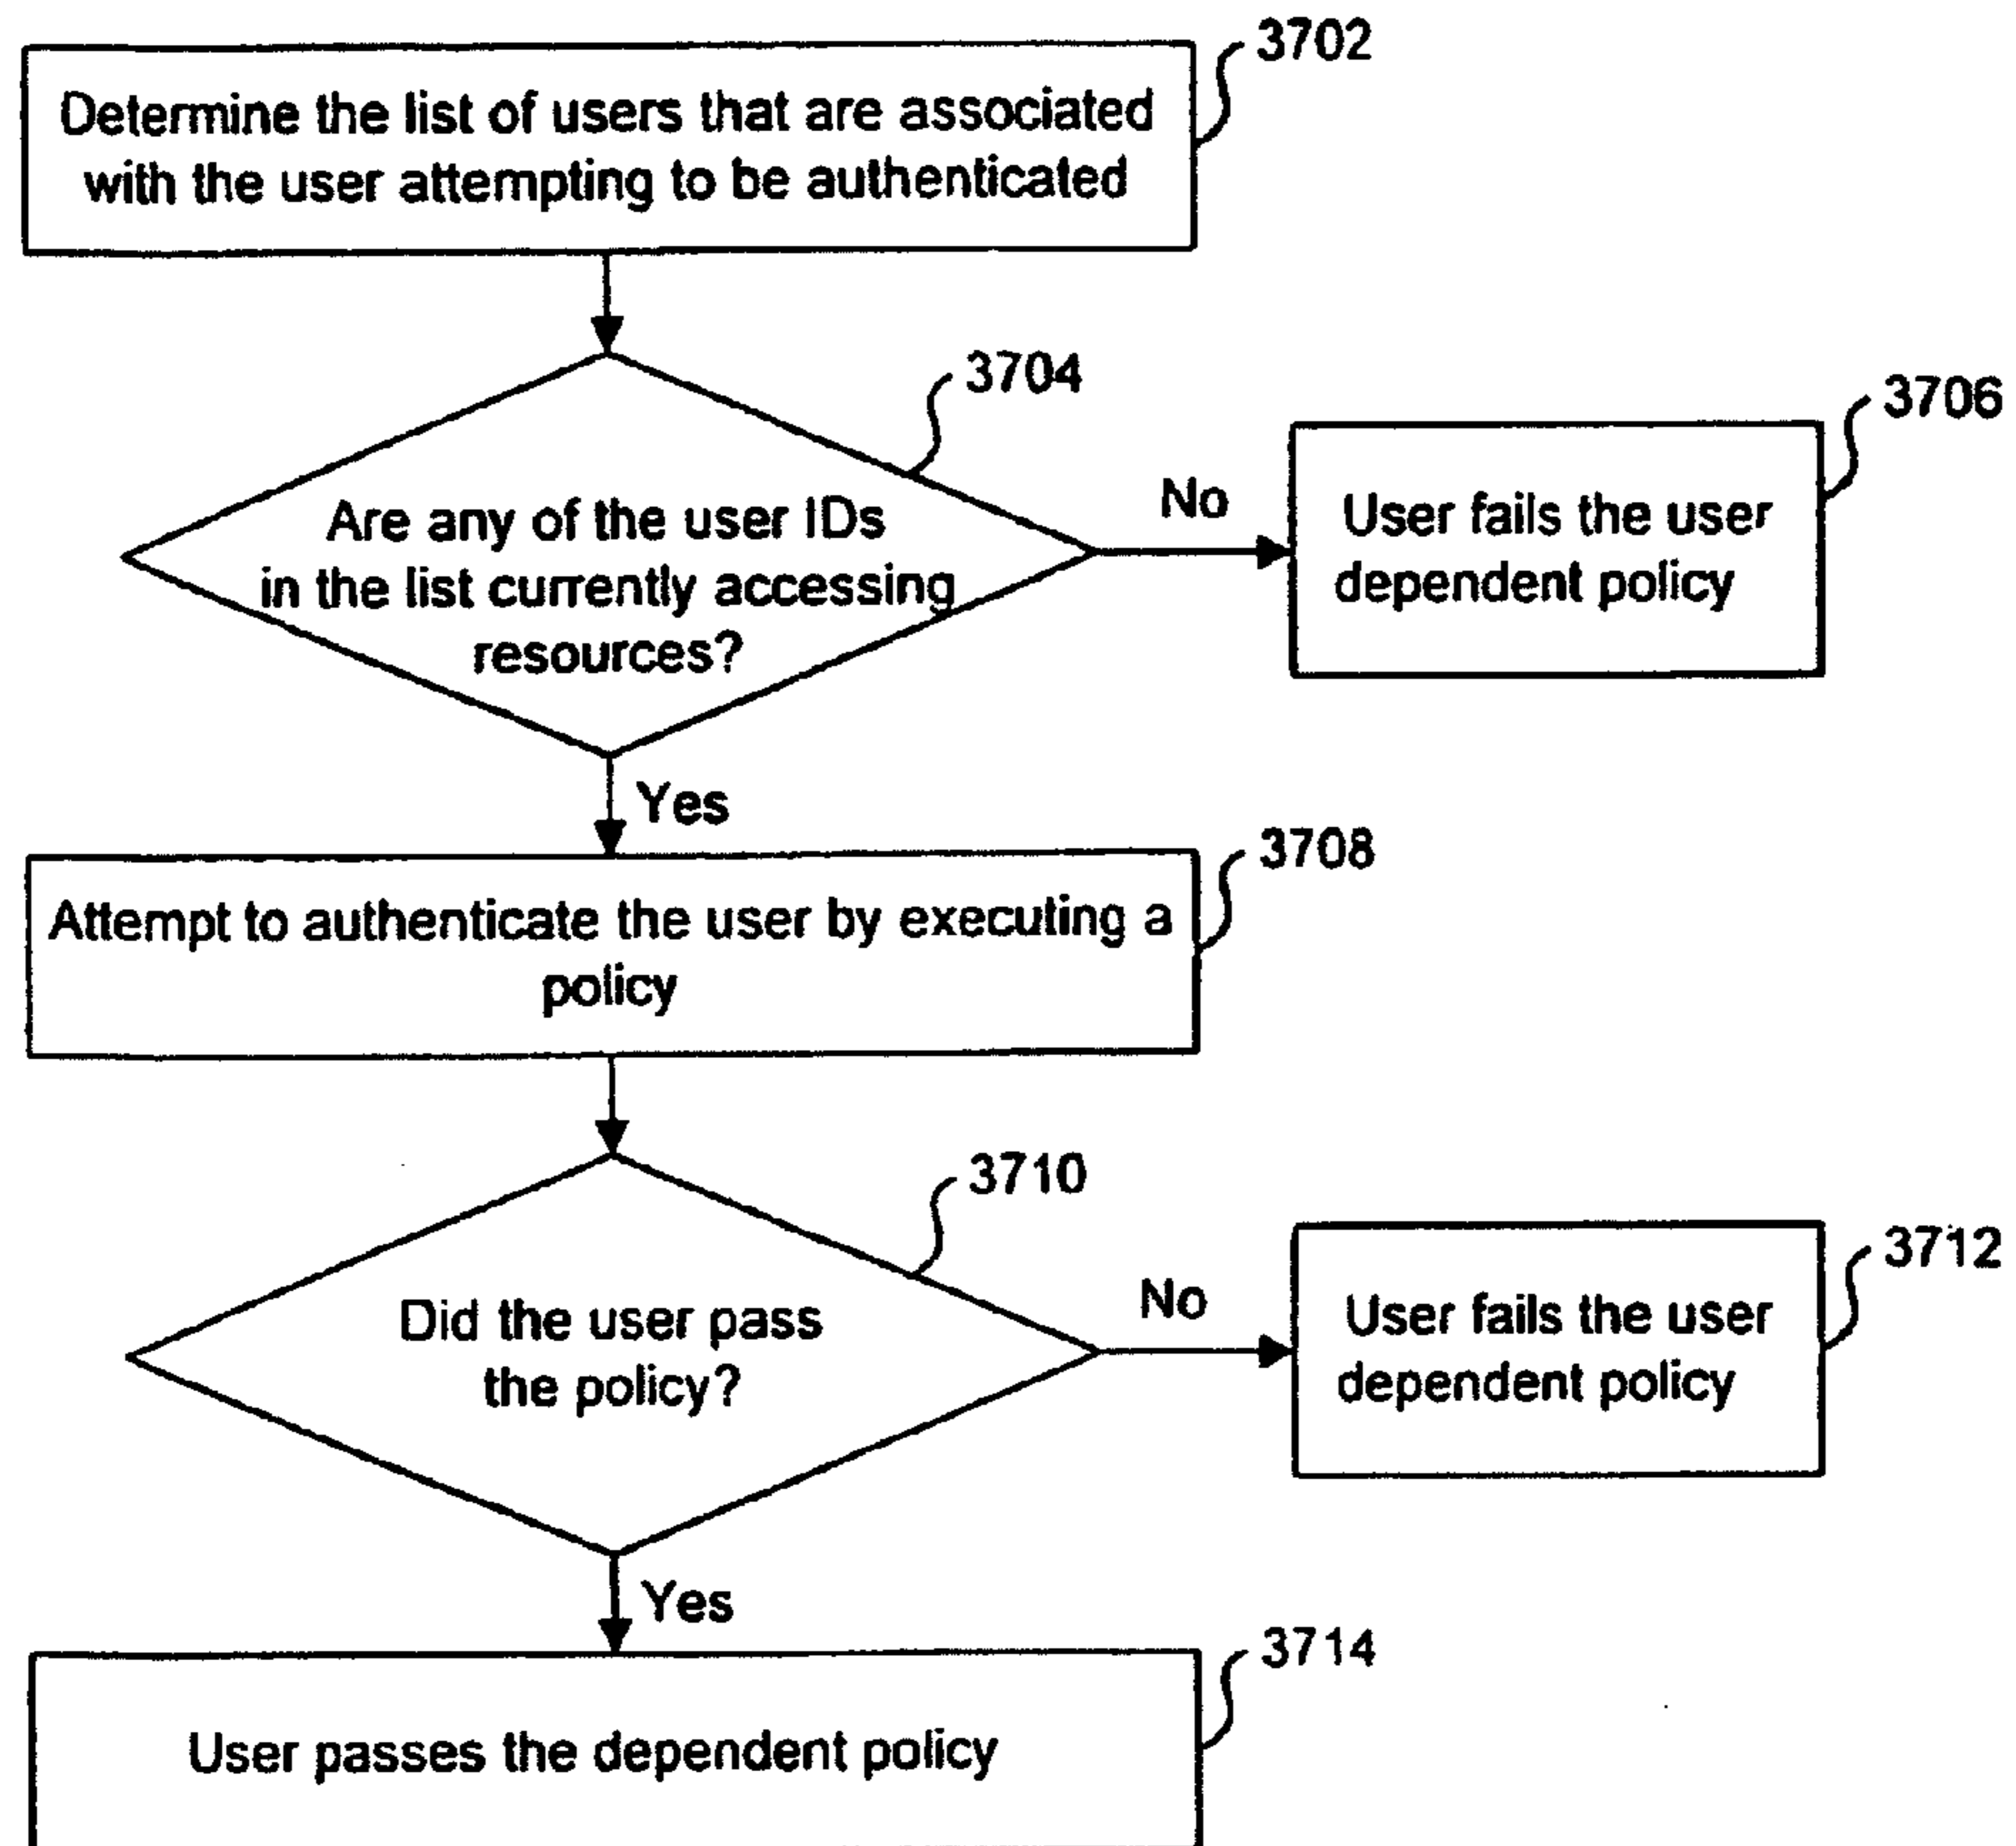 3702
Determine the list of users that are associated
with the user attempting to be authenticated
3704
Are any of the user IDs
in the list currently accessing
resources?
No
3706
User fails the user
dependent policy
Yes
3708
Attempt to authenticate the user by executing a
policy
3710
Did the user pass
the policy?
No
3712
User fails the user
dependent policy
Yes
3714
User passes the dependent policy